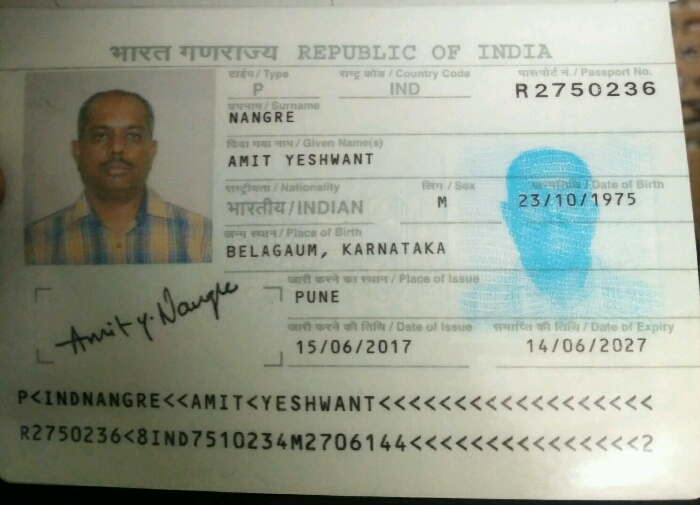 भारत गणराज्य REPUBLIC OF INDIA
टाईप / Type राष्ट्र कोड / Country Code पासपोर्ट नं. / Passport No.
P IND R2750236
उपनाम / Surname
NANGRE
दिया गया नाम / Given Name(s)
AMIT YESHWANT
राष्ट्रीयता / Nationality लिंग / Sex जन्मतिथि / Date of Birth
भारतीय/INDIAN M 23/10/1975
जन्म स्थान / Place of Birth
BELAGAUM, KARNATAKA
जारी करने का स्थान / Place of Issue
PUNE
Amit y. Nangre
जारी करने की तिथि / Date of Issue समाप्ति की तिथि / Date of Expiry
15/06/2017 14/06/2027
P<INDNANGRE<<AMIT<YESHWANT<<<<<<<<<<<<<<<<<<
R2750236<8IND7510234M2706144<<<<<<<<<<<<<<<2